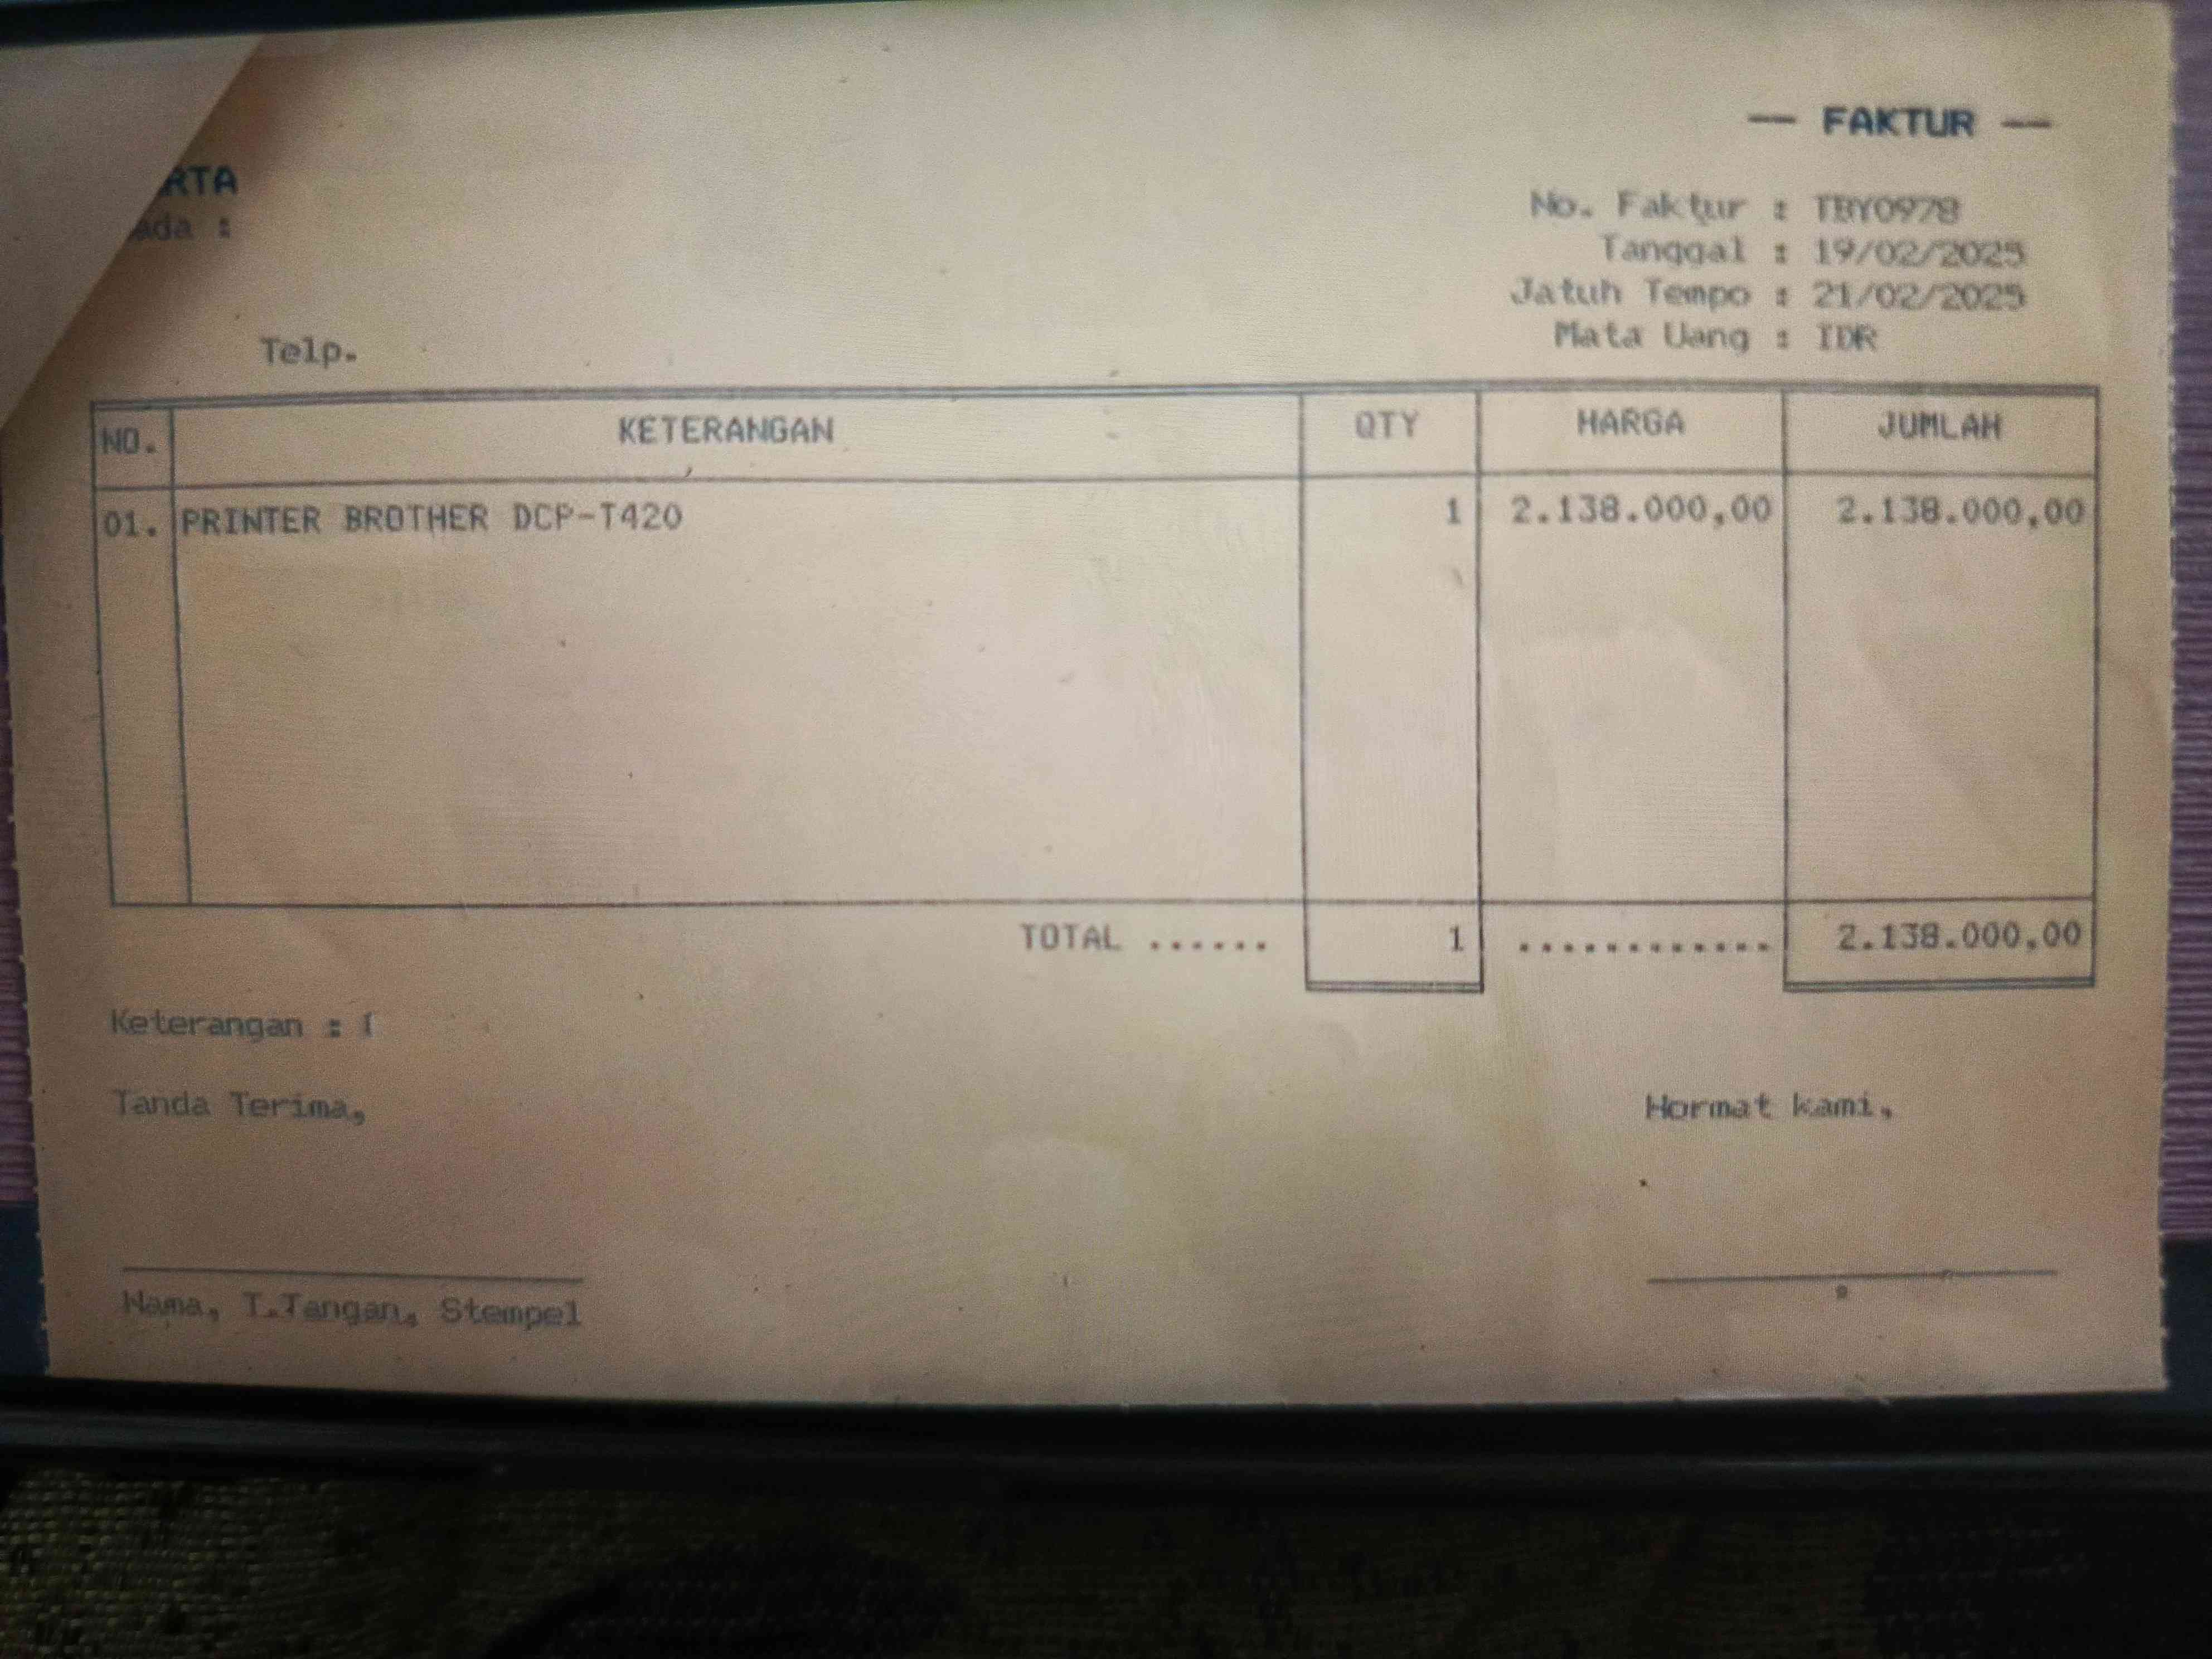 — FAKTUR —
RTA
ada :
No. Faktur : TBY0978
Tanggal : 19/02/2025
Jatuh Tempo : 21/02/2025
Mata Uang : IDR
Telp.
NO. KETERANGAN QTY HARGA JUMLAH
01. PRINTER BROTHER DCP-T420 1 2.138.000,00 2.138.000,00
TOTAL ...... 1 ............ 2.138.000,00
Keterangan :
Tanda Terima, Hormat kami,
Nama, T.Tangan, Stempel